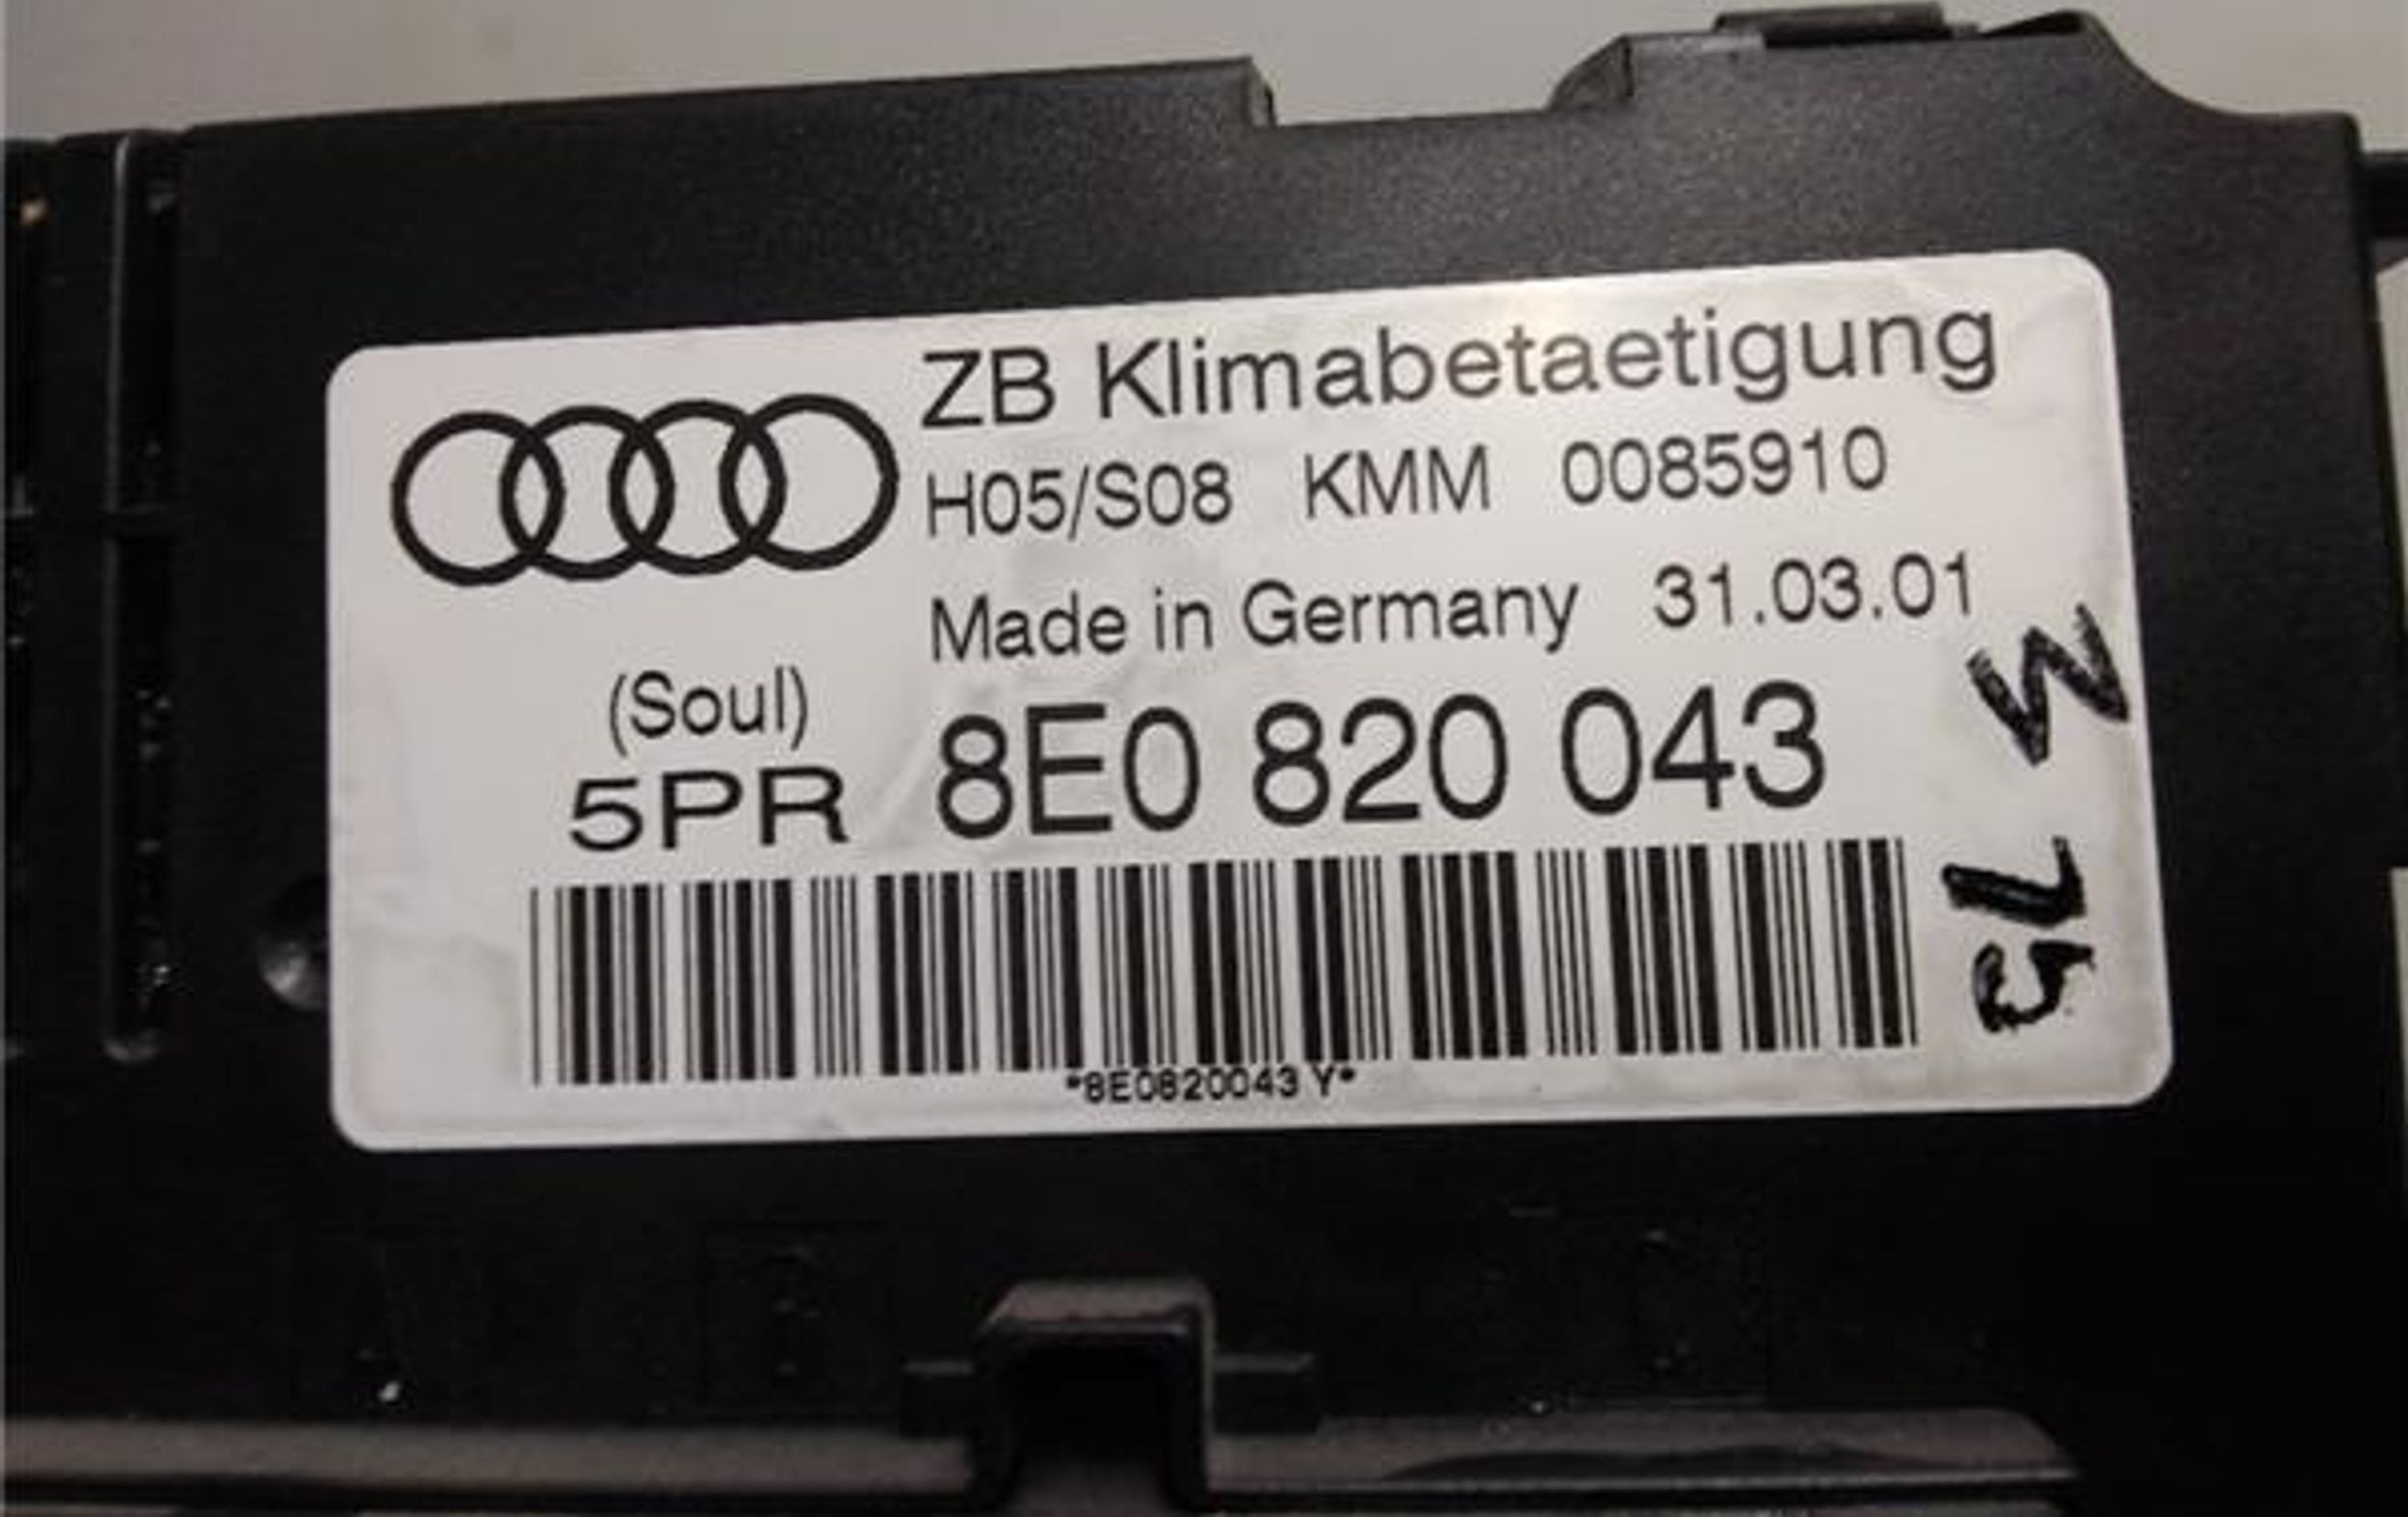 ZB Klimabetaetigung
H05/S08 KMM 0085910
Made in Germany 31.03.01
(Soul)
5PR 8E0 820 043
*8E0820043 Y*